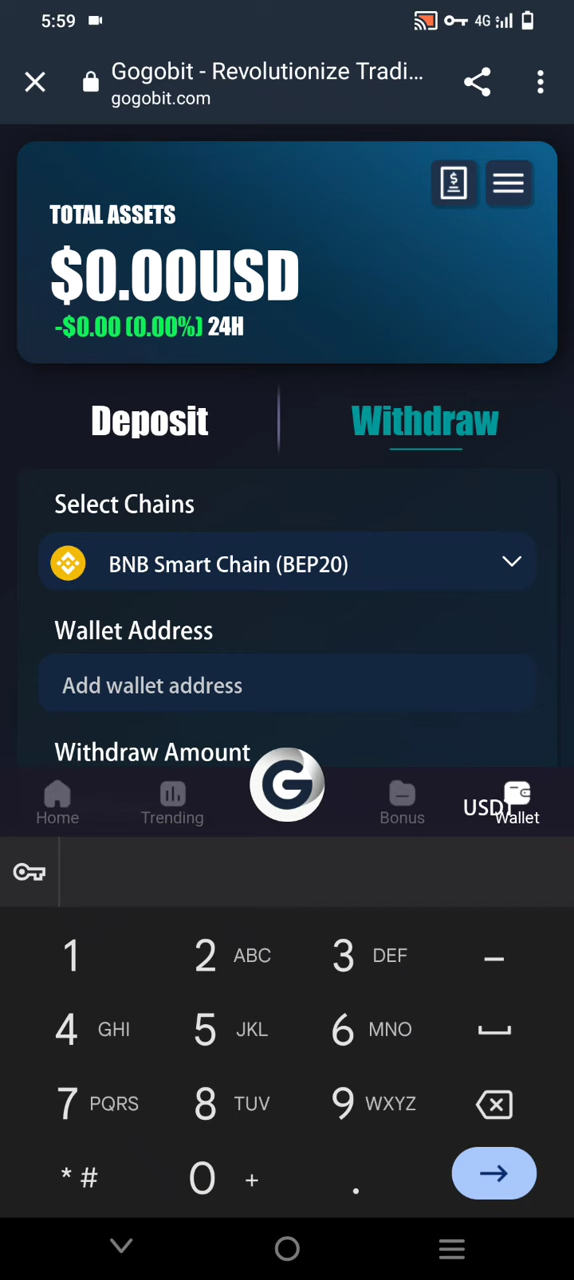 5:59
4G
Gogobit - Revolutionize Tradi...
gogobit.com
TOTAL ASSETS
$0.00USD
-$0.00 (0.00%) 24H
Deposit
Withdraw
Select Chains
BNB Smart Chain (BEP20)
Wallet Address
Add wallet address
Withdraw Amount
USDT
Home
Trending
G
Bonus
Wallet
1
2 ABC
3 DEF
–
4 GHI
5 JKL
6 MNO
7 PQRS
8 TUV
9 WXYZ
* #
0 +
.